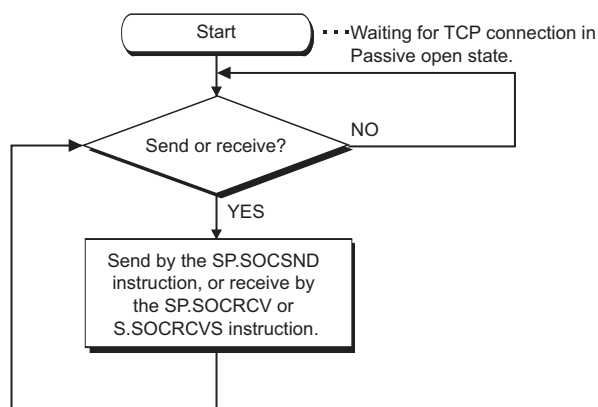 Start
···Waiting for TCP connection in
Passive open state.
Send or receive?
NO
YES
Send by the SP.SOCSND
instruction, or receive by
the SP.SOCRCV or
S.SOCRCVS instruction.